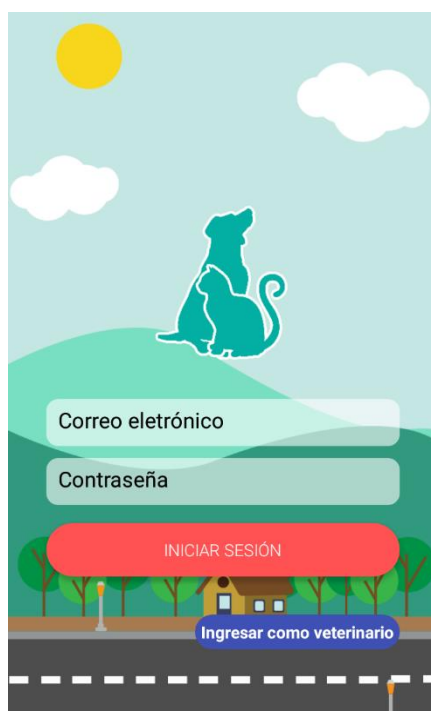 Correo eletrónico
Contraseña
INICIAR SESIÓN
Ingresar como veterinario